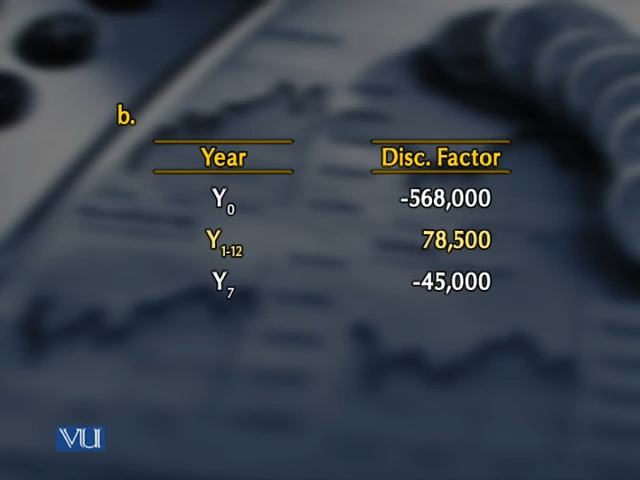 b.
Year Disc. Factor
Y0 -568,000
Y1-12 78,500
Y7 -45,000
VU